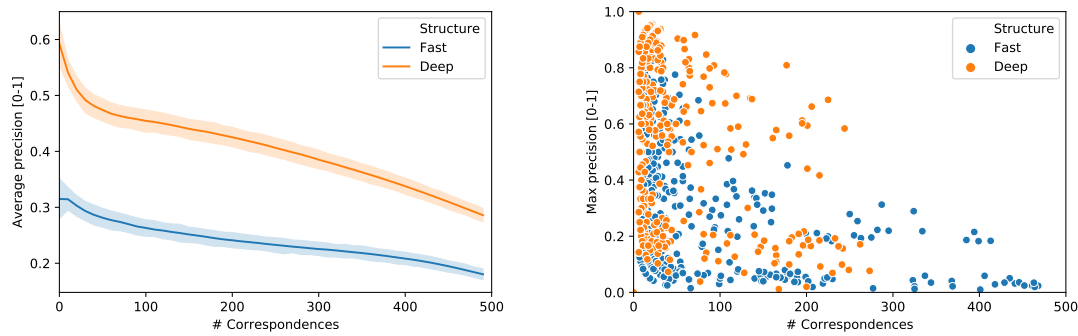 Average precision [0-1]
0.6
0.5
0.4
0.3
0.2
0 100 200 300 400 500
# Correspondences
Structure
Fast
Deep
Max precision [0-1]
1.0
0.8
0.6
0.4
0.2
0.0
0 100 200 300 400 500
# Correspondences
Structure
Fast
Deep